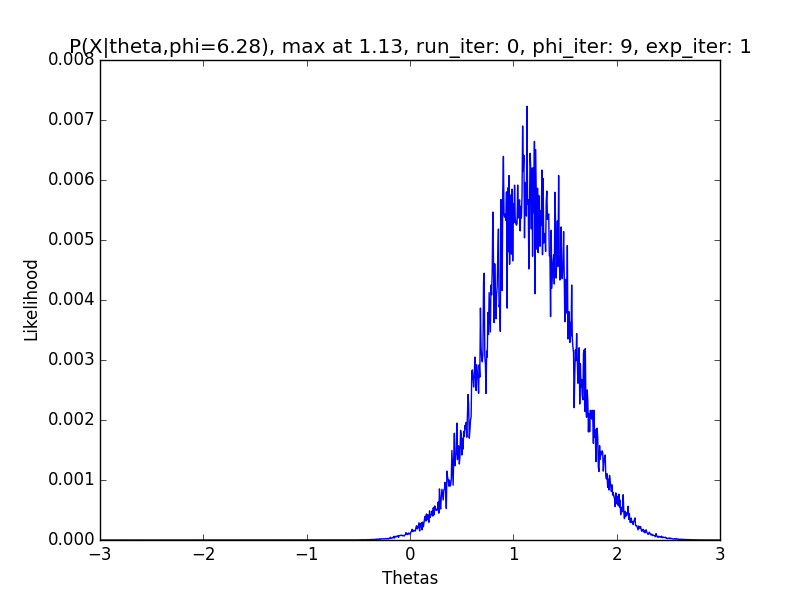 P(X|theta,phi=6.28), max at 1.13, run_iter: 0, phi_iter: 9, exp_iter: 1
0.008
0.007
0.006
0.005
0.004
0.003
0.002
0.001
0.000
Likelihood
−3 −2 −1 0 1 2 3
Thetas